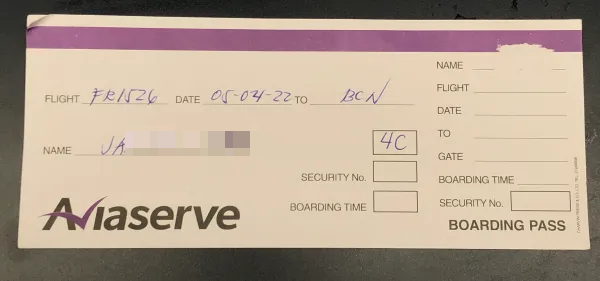 FLIGHT FR1526 DATE 05-04-22 TO BCN
NAME JA
4C
SECURITY No.
BOARDING TIME
Aviaserve
NAME
FLIGHT
DATE
TO
GATE
BOARDING TIME
SECURITY No.
BOARDING PASS